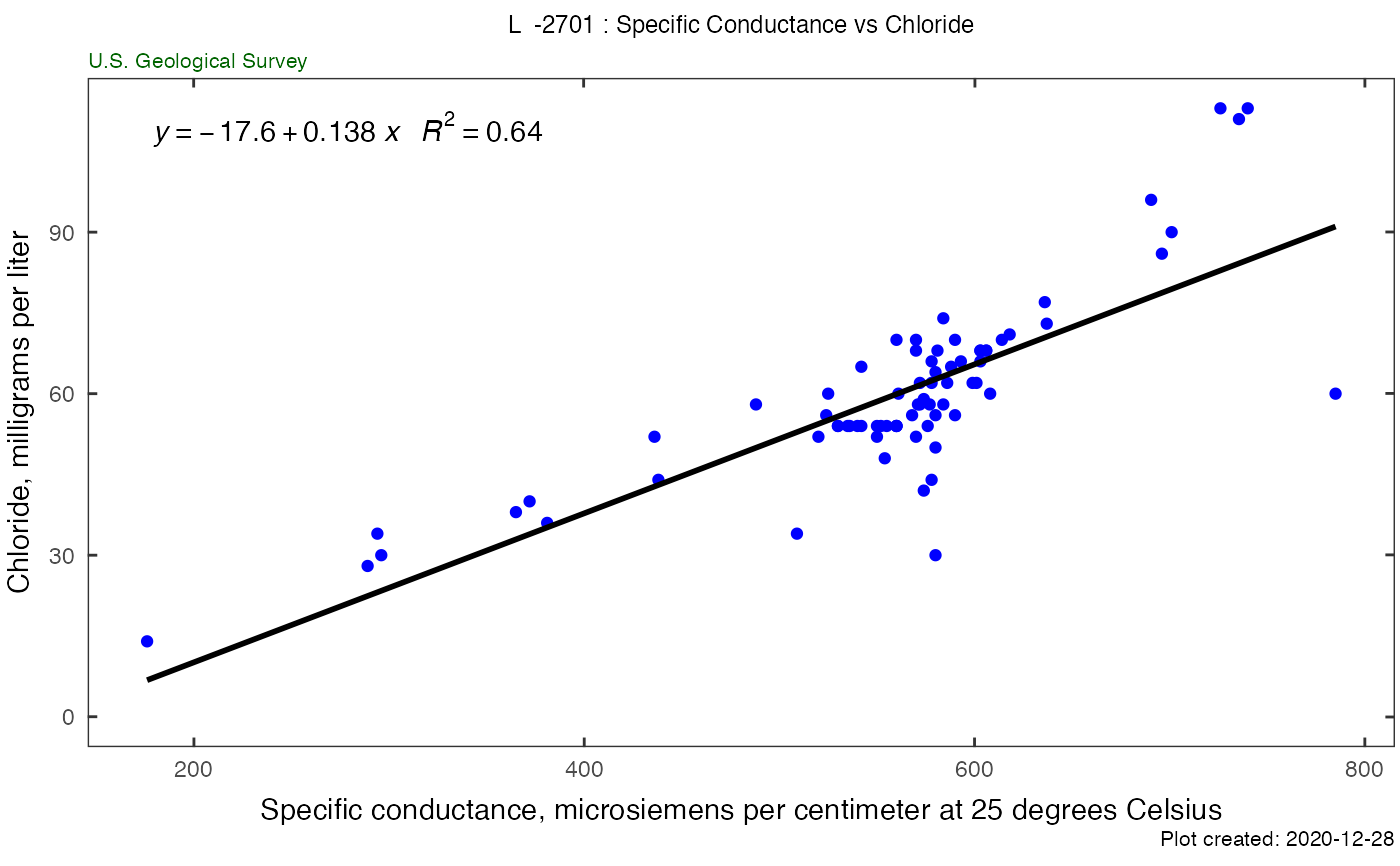 L -2701 : Specific Conductance vs Chloride
U.S. Geological Survey
y = − 17.6 + 0.138 x R² = 0.64
90
60
30
0
Chloride, milligrams per liter
200 400 600 800
Specific conductance, microsiemens per centimeter at 25 degrees Celsius
Plot created: 2020-12-28